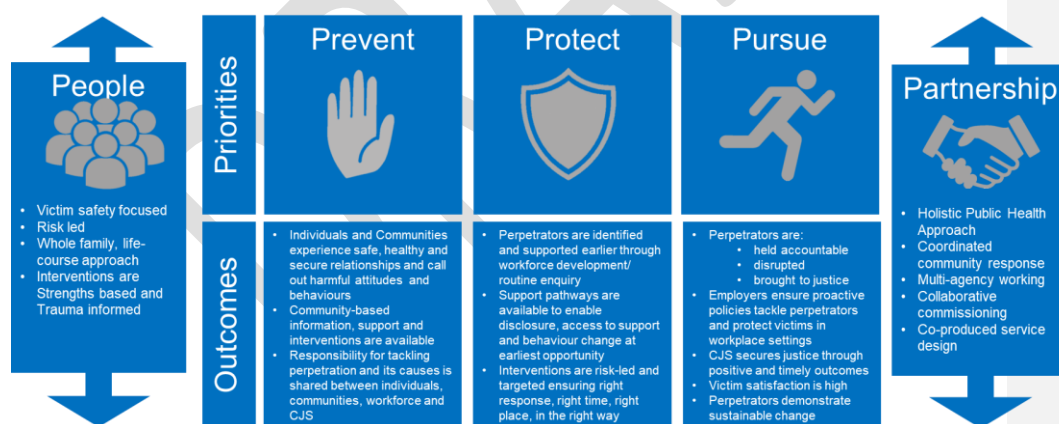 People
• Victim safety focused
• Risk led
• Whole family, life-
course approach
• Interventions are
Strengths based and
Trauma informed
Priorities
Prevent
Protect
Pursue
Outcomes
• Individuals and Communities
experience safe, healthy and
secure relationships and call
out harmful attitudes and
behaviours
• Community-based
information, support and
interventions are available
• Responsibility for tackling
perpetration and its causes is
shared between individuals,
communities, workforce and
CJS
• Perpetrators are identified
and supported earlier through
workforce development/
routine enquiry
• Support pathways are
available to enable
disclosure, access to support
and behaviour change at
earliest opportunity
• Interventions are risk-led and
targeted ensuring right
response, right time, right
place, in the right way
• Perpetrators are:
• held accountable
• disrupted
• brought to justice
• Employers ensure proactive
policies tackle perpetrators
and protect victims in
workplace settings
• CJS secures justice through
positive and timely outcomes
• Victim satisfaction is high
• Perpetrators demonstrate
sustainable change
Partnership
• Holistic Public Health
Approach
• Coordinated
community response
• Multi-agency working
• Collaborative
commissioning
• Co-produced service
design